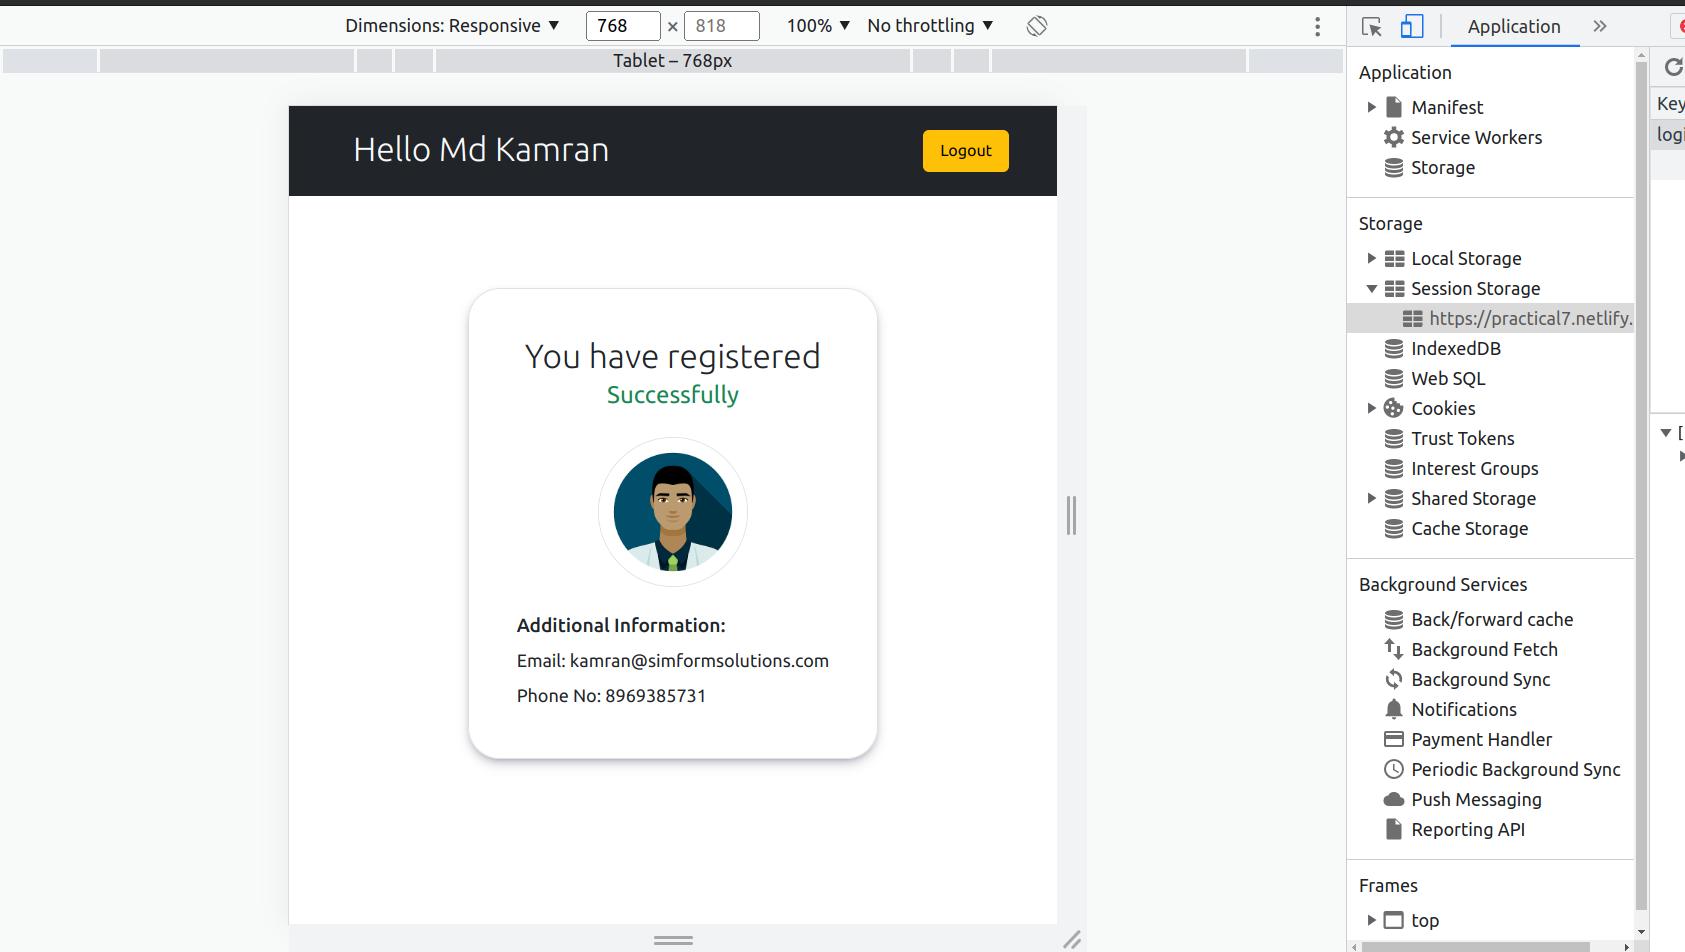 Dimensions: Responsive ▼ 768 × 818 100% ▼ No throttling ▼
Tablet – 768px
Hello Md Kamran
Logout
You have registered
Successfully
Additional Information:
Email: kamran@simformsolutions.com
Phone No: 8969385731
Application
Application
Manifest
Service Workers
Storage
Storage
Local Storage
Session Storage
https://practical7.netlify.
IndexedDB
Web SQL
Cookies
Trust Tokens
Interest Groups
Shared Storage
Cache Storage
Background Services
Back/forward cache
Background Fetch
Background Sync
Notifications
Payment Handler
Periodic Background Sync
Push Messaging
Reporting API
Frames
top
Key
logi
[